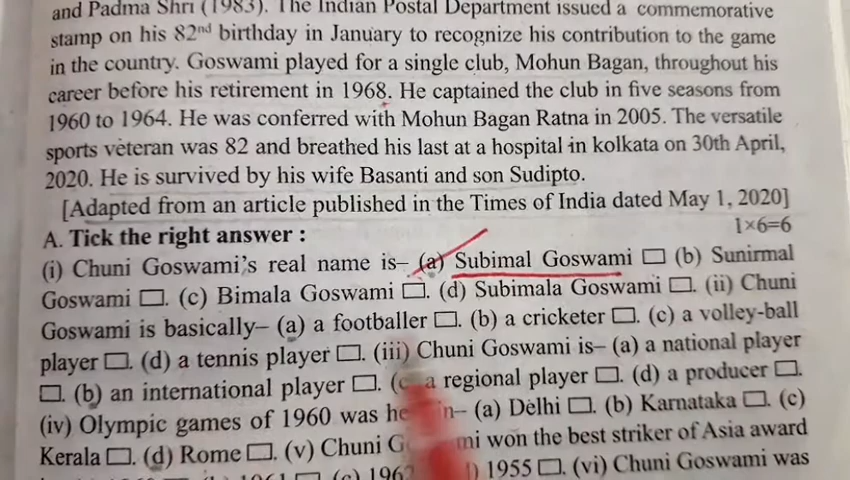 and Padma Shri (1983). The Indian Postal Department issued a commemorative
stamp on his 82nd birthday in January to recognize his contribution to the game
in the country. Goswami played for a single club, Mohun Bagan, throughout his
career before his retirement in 1968. He captained the club in five seasons from
1960 to 1964. He was conferred with Mohun Bagan Ratna in 2005. The versatile
sports veteran was 82 and breathed his last at a hospital in kolkata on 30th April,
2020. He is survived by his wife Basanti and son Sudipto.
[Adapted from an article published in the Times of India dated May 1, 2020]
A. Tick the right answer : 1×6=6
(i) Chuni Goswami's real name is– (a) Subimal Goswami □ (b) Sunirmal
Goswami □. (c) Bimala Goswami □. (d) Subimala Goswami □. (ii) Chuni
Goswami is basically– (a) a footballer □. (b) a cricketer □. (c) a volley-ball
player □. (d) a tennis player □. (iii) Chuni Goswami is– (a) a national player
□. (b) an international player □. (c) a regional player □. (d) a producer □.
(iv) Olympic games of 1960 was in– (a) Delhi □. (b) Karnataka □. (c)
Kerala □. (d) Rome □. (v) Chuni won the best striker of Asia award
1955 □. (vi) Chuni Goswami was